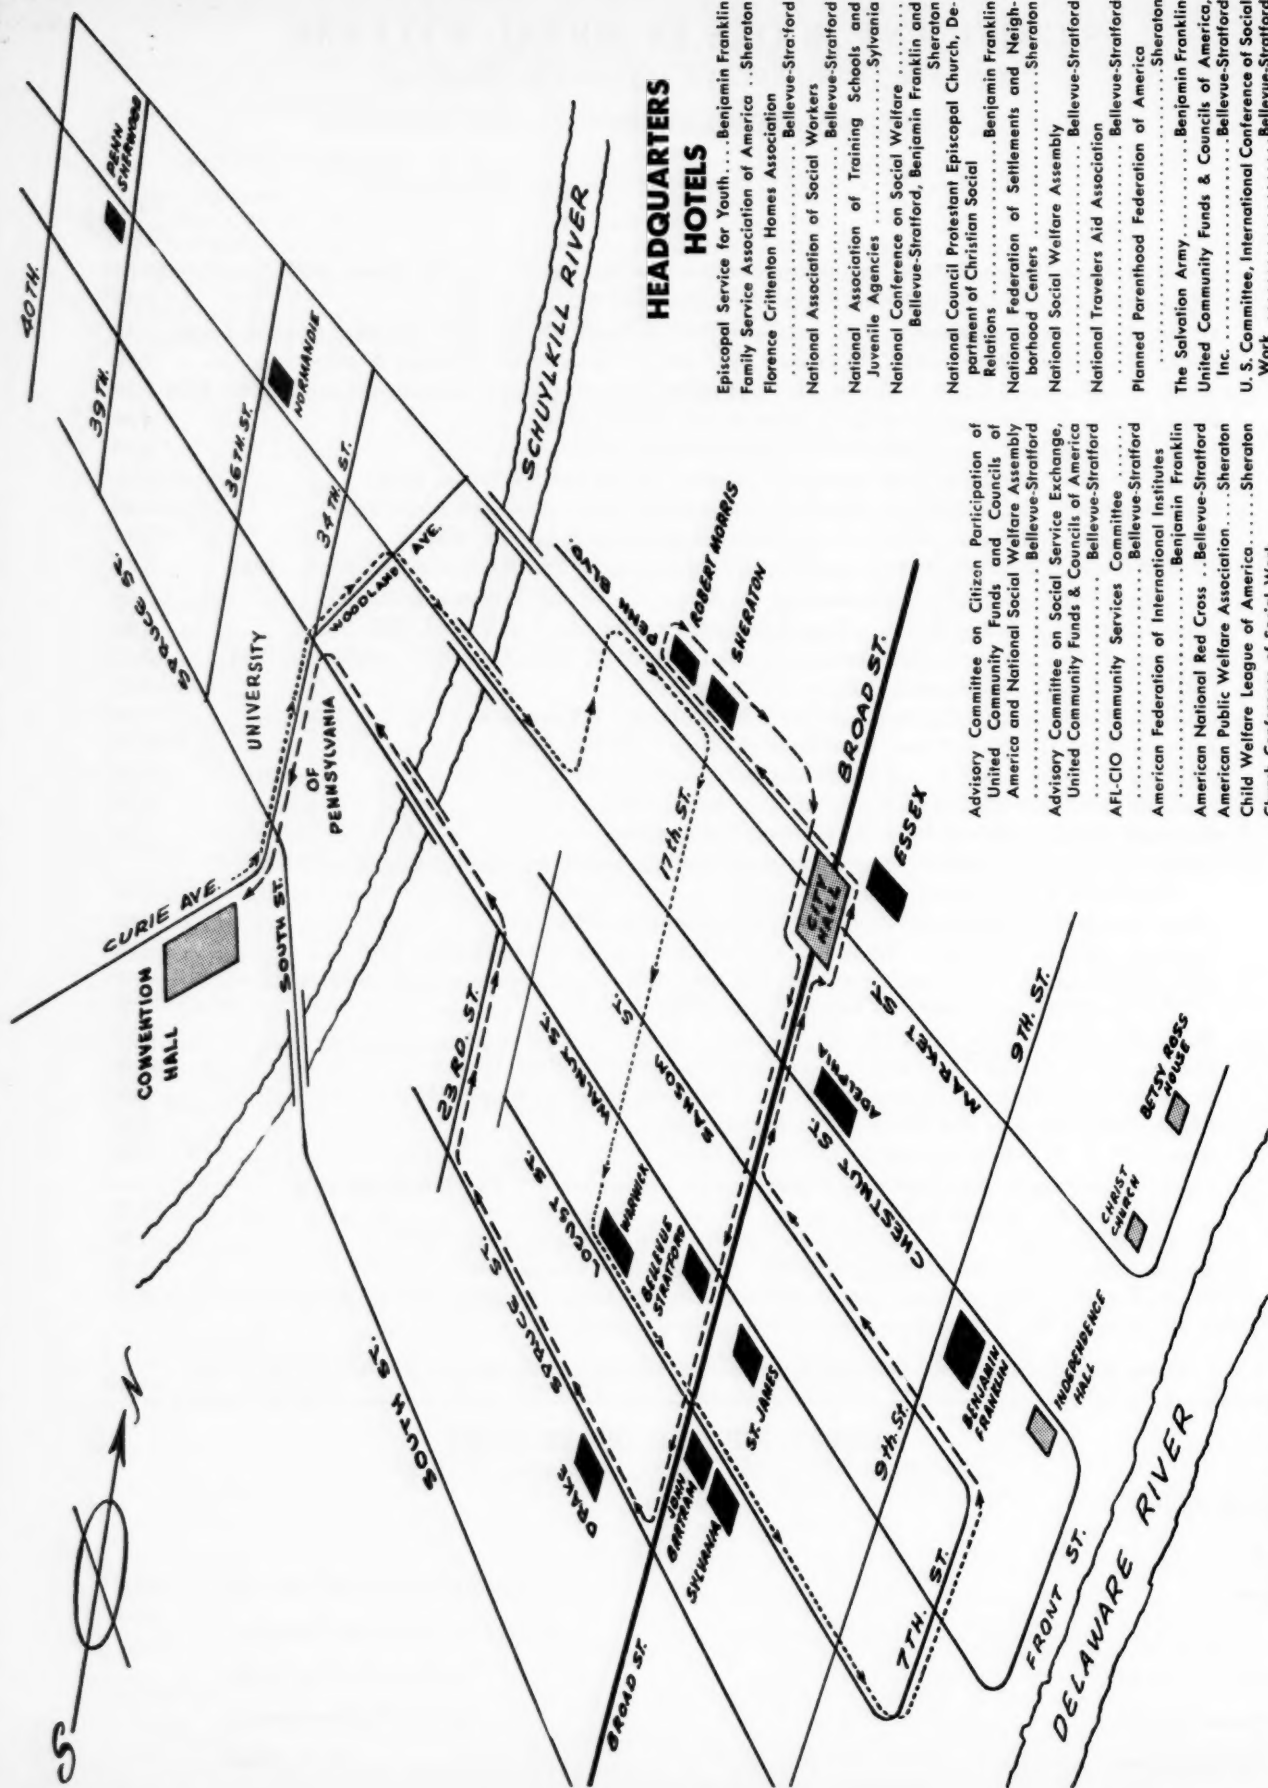 40TH.
PENN
SHERWOOD
39TH.
SPRUCE ST.
36TH. ST.
NORMANDIE
34TH. ST.
UNIVERSITY
OF
PENNSYLVANIA
WOODLAND AVE.
SCHUYLKILL RIVER
CURIE AVE.
CONVENTION
HALL
SOUTH ST.
PENN BLVD.
ROBERT MORRIS
SHERATON
23RD. ST.
17th. ST.
BROAD ST.
CITY
HALL
ESSEX
WALNUT ST.
SANSOM
ST.
LOCUST ST.
SPRUCE ST.
SOUTH ST.
WARWICK
BELLEVUE
STRATFORD
ADELPHIA
CHESTNUT ST.
MARKET ST.
9TH. ST.
BETSY ROSS
HOUSE
CHRIST
CHURCH
DRAKE
JOHN
BARTRAM
SYLVANIA
ST. JAMES
BENJAMIN
FRANKLIN
INDEPENDENCE
HALL
BROAD ST.
9th. St.
7TH. ST.
FRONT ST.
DELAWARE RIVER
S N
HEADQUARTERS
HOTELS
Advisory Committee on Citizen Participation of
United Community Funds and Councils of
America and National Social Welfare Assembly
.......... Bellevue-Stratford
Advisory Committee on Social Service Exchange,
United Community Funds & Councils of America
.......... Bellevue-Stratford
AFL-CIO Community Services Committee .......
.......... Bellevue-Stratford
American Federation of International Institutes
.......... Benjamin Franklin
American National Red Cross .. Bellevue-Stratford
American Public Welfare Association .... Sheraton
Child Welfare League of America ...... Sheraton
Episcopal Service for Youth .... Benjamin Franklin
Family Service Association of America .. Sheraton
Florence Crittenton Homes Association
.......... Bellevue-Stratford
National Association of Social Workers
.......... Bellevue-Stratford
National Association of Training Schools and
Juvenile Agencies .......... Sylvania
National Conference on Social Welfare ........
Bellevue-Stratford, Benjamin Franklin and
Sheraton
National Council Protestant Episcopal Church, De-
partment of Christian Social
Relations .......... Benjamin Franklin
National Federation of Settlements and Neigh-
borhood Centers .......... Sheraton
National Social Welfare Assembly
.......... Bellevue-Stratford
National Travelers Aid Association
.......... Bellevue-Stratford
Planned Parenthood Federation of America
.......... Sheraton
The Salvation Army .......... Benjamin Franklin
United Community Funds & Councils of America,
Inc. .......... Bellevue-Stratford
U. S. Committee, International Conference of Social
Work .......... Bellevue-Stratford